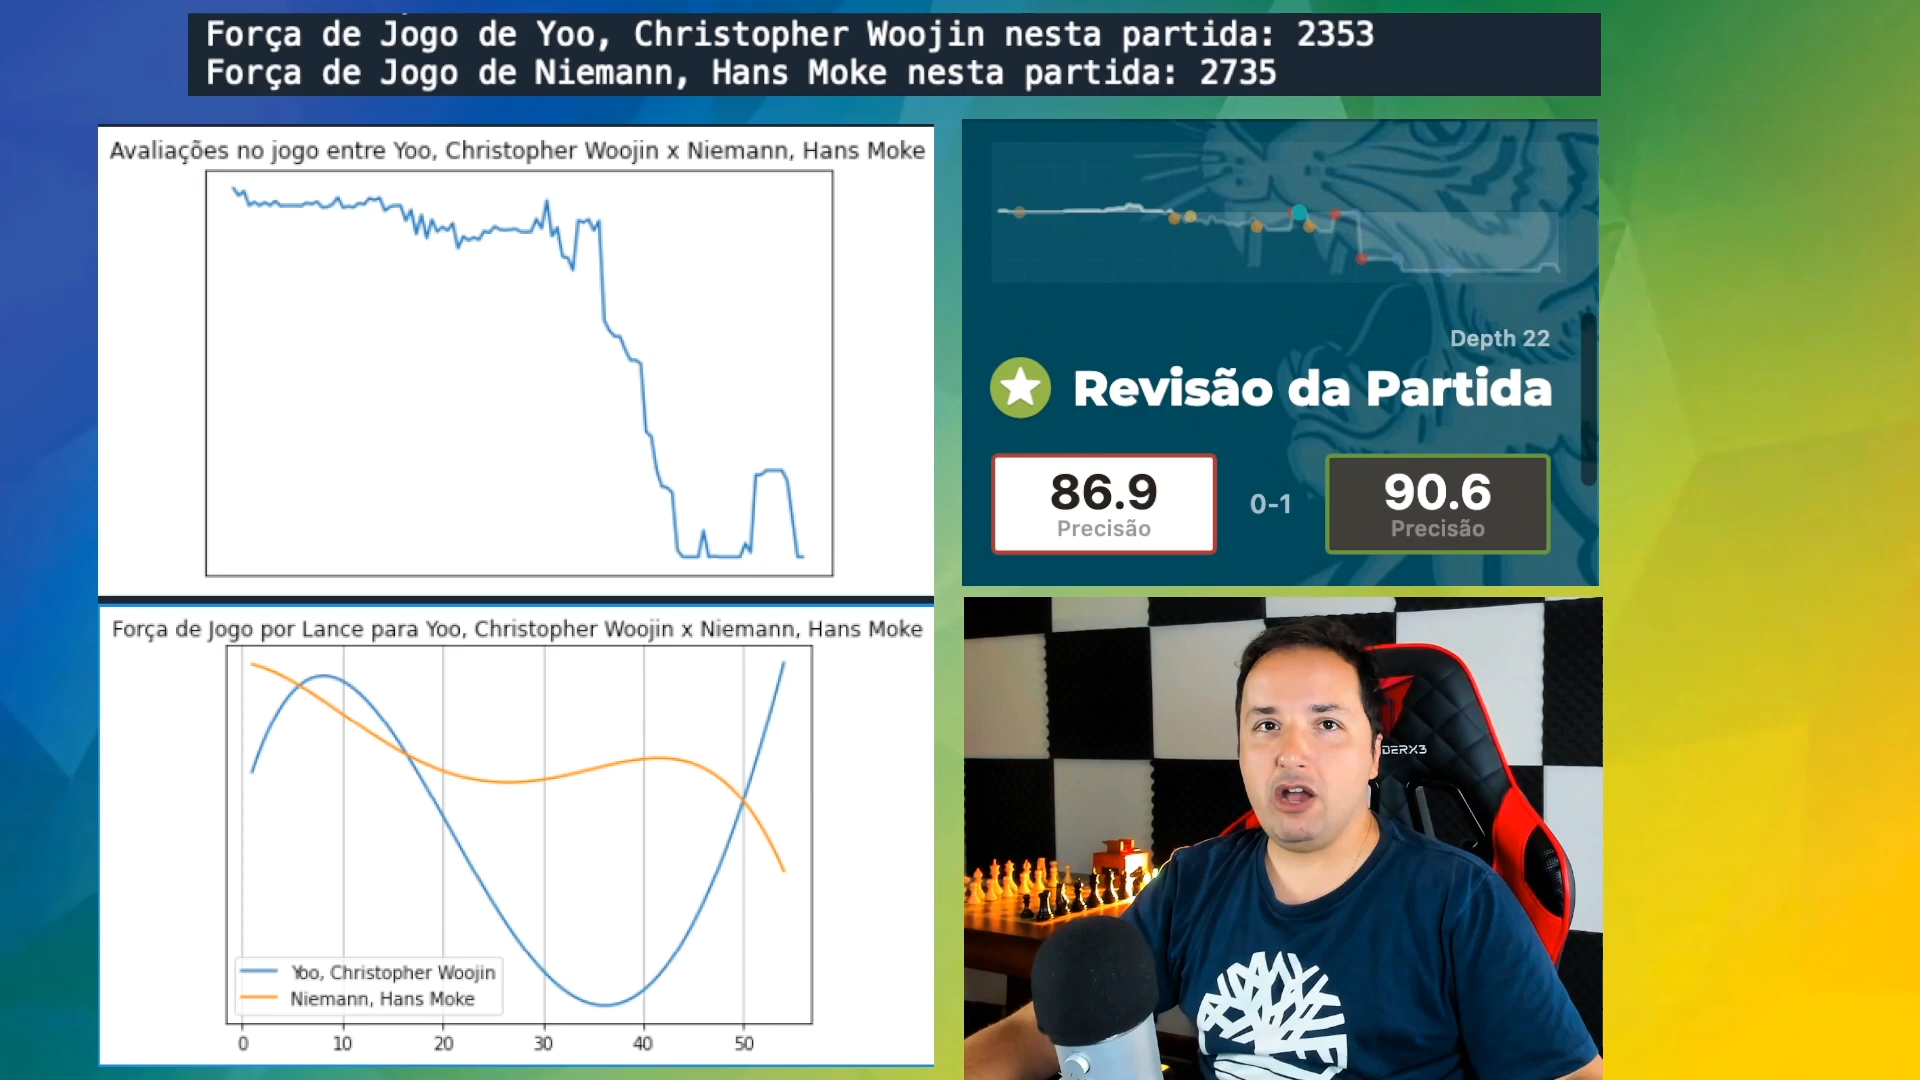 Força de Jogo de Yoo, Christopher Woojin nesta partida: 2353
Força de Jogo de Niemann, Hans Moke nesta partida: 2735
Avaliações no jogo entre Yoo, Christopher Woojin x Niemann, Hans Moke
Depth 22
Revisão da Partida
86.9
Precisão
0-1
90.6
Precisão
Força de Jogo por Lance para Yoo, Christopher Woojin x Niemann, Hans Moke
Yoo, Christopher Woojin
Niemann, Hans Moke
0 10 20 30 40 50
DERX3